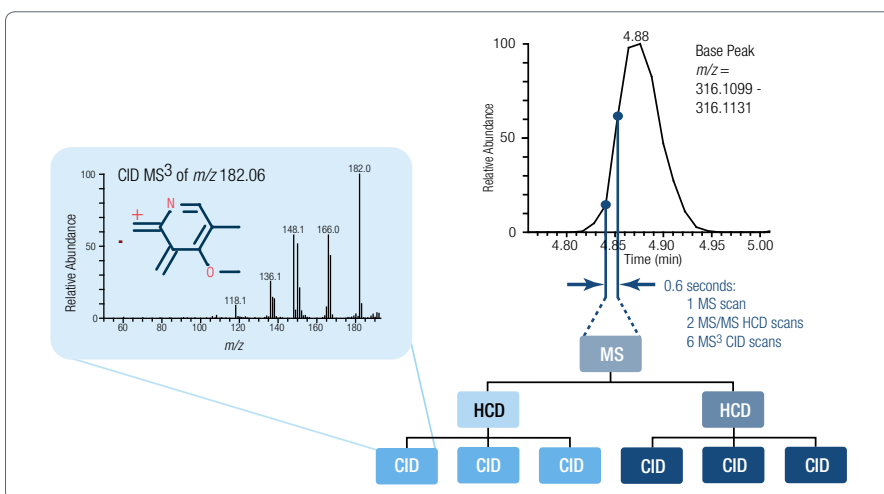 CID MS³ of m/z 182.06
Relative Abundance
100
50
0
N
+
O
182.0
148.1
166.0
136.1
118.1
60 80 100 120 140 160 180
m/z
4.88
Base Peak
m/z =
316.1099 -
316.1131
Relative Abundance
100
50
0
4.80 4.85 4.90 4.95 5.00
Time (min)
0.6 seconds:
1 MS scan
2 MS/MS HCD scans
6 MS³ CID scans
MS
HCD HCD
CID CID CID CID CID CID